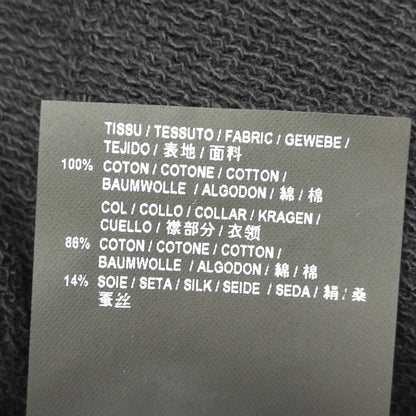 TISSU / TESSUTO / FABRIC / GEWEBE /
TEJIDO / 表地 / 面料
100% COTON / COTONE / COTTON /
BAUMWOLLE / ALGODON / 綿 / 棉
COL / COLLO / COLLAR / KRAGEN /
CUELLO / 襟部分 / 衣领
86% COTON / COTONE / COTTON /
BAUMWOLLE / ALGODON / 綿 / 棉
14% SOIE / SETA / SILK / SEIDE / SEDA / 絹 / 桑
蚕丝